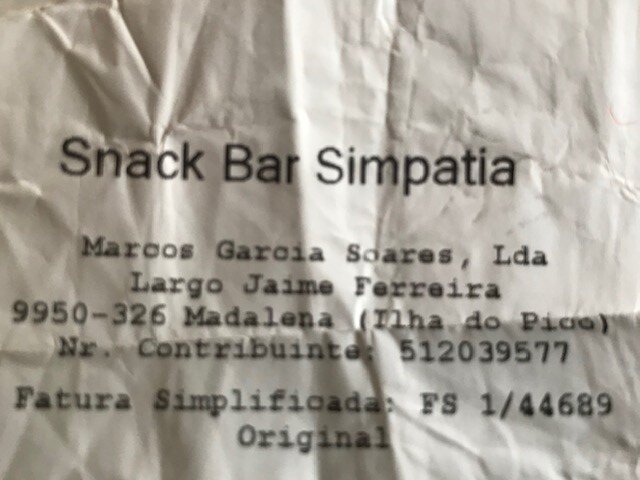 Snack Bar Simpatia
Marcos Garcia Soares, Lda
Largo Jaime Ferreira
9950-326 Madalena (Ilha do Pico)
Nr. Contribuinte: 512039577
Fatura Simplificada: FS 1/44689
Original